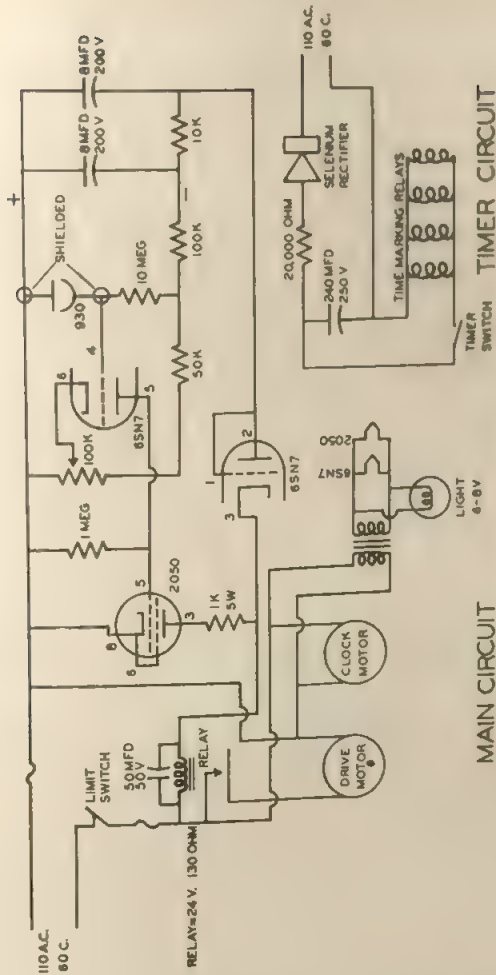 110 A.C.
60 C.
LIMIT
SWITCH
50 MFD
50 V
RELAY
RELAY=24 V. 130 OHM
DRIVE
MOTOR
CLOCK
MOTOR
8
6
5
2050
3
1K
5W
1 MEG
100K
6
5
4
6SN7
930
SHIELDED
10 MEG
50K
100K
10K
+
−
8 MFD
200 V
8 MFD
200 V
1
2
3
6SN7
6SN7
2050
LIGHT
6-8V
MAIN CIRCUIT
110 A.C.
60 C.
SELENIUM
RECTIFIER
20,000 OHM
240 MFD
250 V
TIME MARKING RELAYS
TIMER
SWITCH
TIMER CIRCUIT